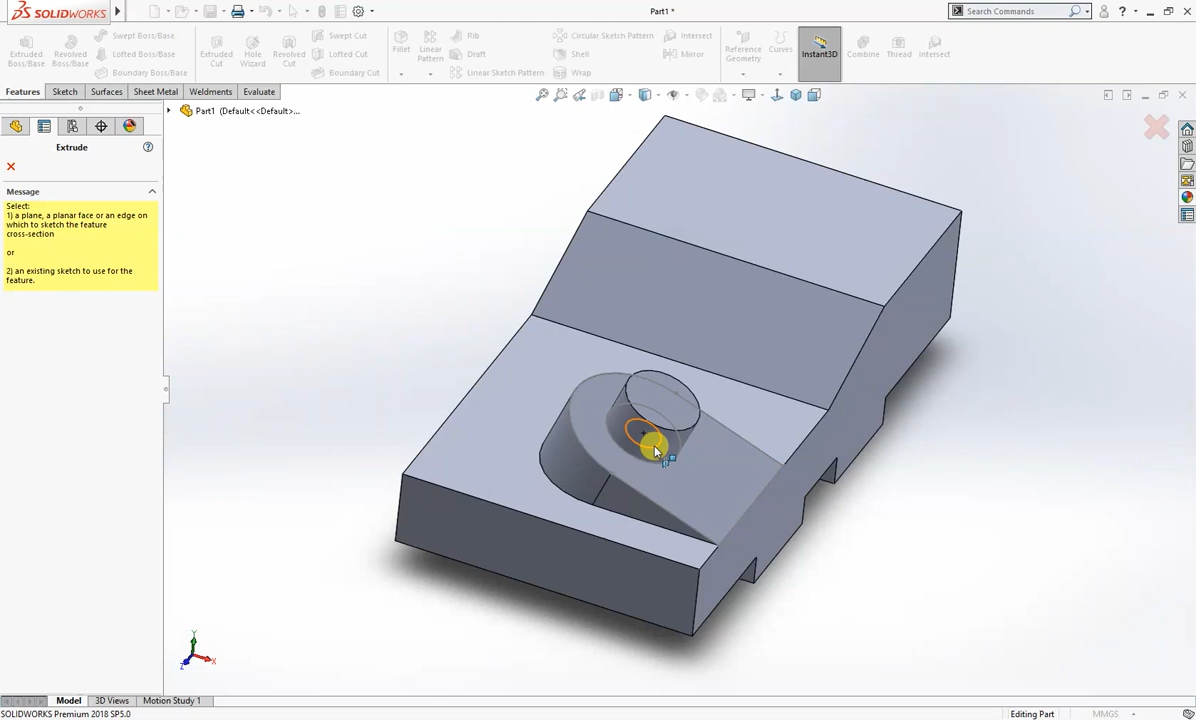 SOLIDWORKS
Part1 *
Search Commands
Extruded Boss/Base
Revolved Boss/Base
Swept Boss/Base
Lofted Boss/Base
Boundary Boss/Base
Extruded Cut
Hole Wizard
Revolved Cut
Swept Cut
Lofted Cut
Boundary Cut
Fillet
Linear Pattern
Rib
Draft
Linear Sketch Pattern
Circular Sketch Pattern
Shell
Wrap
Intersect
Mirror
Reference Geometry
Curves
Instant3D
Combine
Thread
Intersect
Features
Sketch
Surfaces
Sheet Metal
Weldments
Evaluate
Part1 (Default<<Default>...
Extrude
Message
Select:
1) a plane, a planar face or an edge on
which to sketch the feature
cross-section
or
2) an existing sketch to use for the
feature.
Y
Z
X
Model
3D Views
Motion Study 1
SOLIDWORKS Premium 2018 SP5.0
Editing Part
MMGS